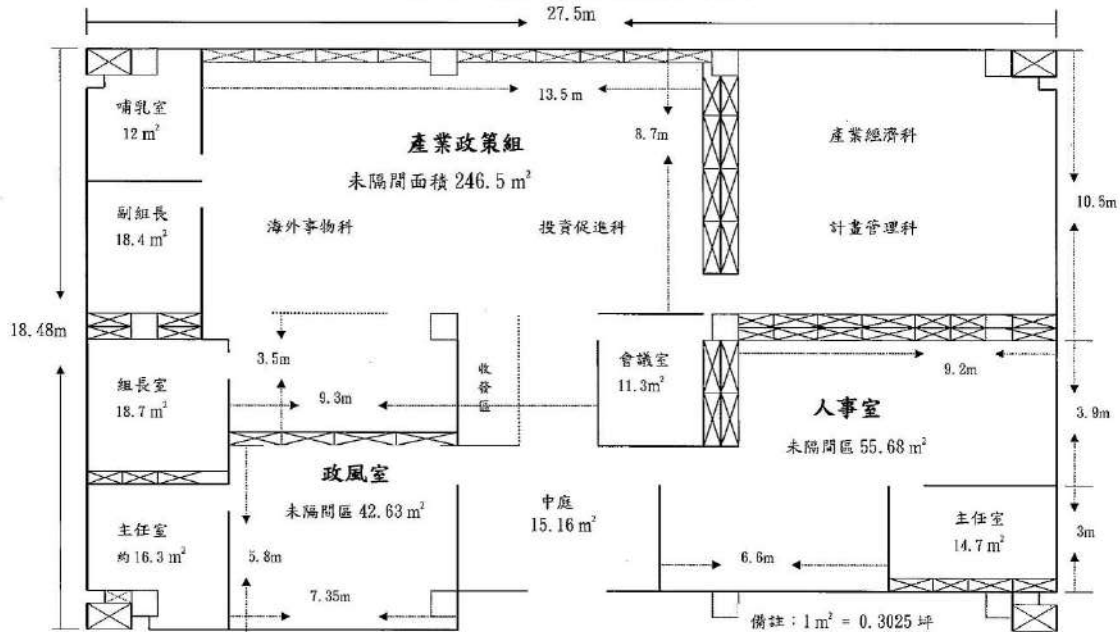 27.5m
哺乳室
12 m²
13.5 m
8.7m
產業政策組
未隔間面積 246.5 m²
產業經濟科
10.5m
副組長
18.4 m²
海外事物科
投資促進科
計畫管理科
18.48m
3.5m
收發區
會議室
11.3m²
9.2m
組長室
18.7 m²
9.3m
人事室
3.9m
未隔間區 55.68 m²
政風室
未隔間區 42.63 m²
中庭
15.16 m²
主任室
約 16.3 m²
主任室
14.7 m²
3m
5.8m
6.6m
7.35m
備註：1 m² = 0.3025 坪